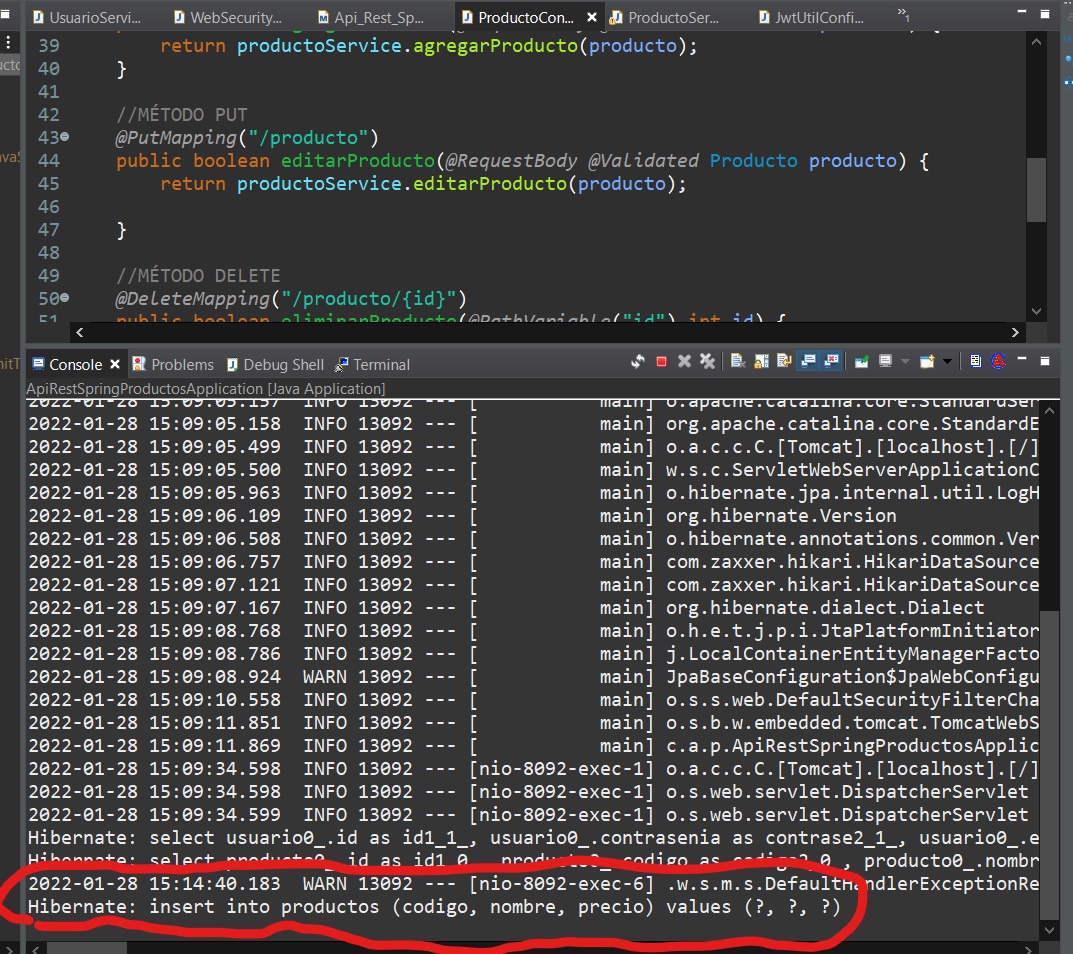 UsuarioServi...
WebSecurity...
Api_Rest_Sp...
ProductoCon...
ProductoSer...
JwtUtilConfi...
»1
39 return productoService.agregarProducto(producto);
40 }
41
42 //MÉTODO PUT
43 @PutMapping("/producto")
44 public boolean editarProducto(@RequestBody @Validated Producto producto) {
45 return productoService.editarProducto(producto);
46
47 }
48
49 //MÉTODO DELETE
50 @DeleteMapping("/producto/{id}")
51 public boolean eliminarProducto(@PathVariable("id") int id) {
Console
Problems
Debug Shell
Terminal
ApiRestSpringProductosApplication [Java Application]
2022-01-28 15:09:05.157 INFO 13092 --- [ main] o.apache.catalina.core.StandardSer
2022-01-28 15:09:05.158 INFO 13092 --- [ main] org.apache.catalina.core.StandardE
2022-01-28 15:09:05.499 INFO 13092 --- [ main] o.a.c.c.C.[Tomcat].[localhost].[/]
2022-01-28 15:09:05.500 INFO 13092 --- [ main] w.s.c.ServletWebServerApplicationC
2022-01-28 15:09:05.963 INFO 13092 --- [ main] o.hibernate.jpa.internal.util.LogH
2022-01-28 15:09:06.109 INFO 13092 --- [ main] org.hibernate.Version
2022-01-28 15:09:06.508 INFO 13092 --- [ main] o.hibernate.annotations.common.Ver
2022-01-28 15:09:06.757 INFO 13092 --- [ main] com.zaxxer.hikari.HikariDataSource
2022-01-28 15:09:07.121 INFO 13092 --- [ main] com.zaxxer.hikari.HikariDataSource
2022-01-28 15:09:07.167 INFO 13092 --- [ main] org.hibernate.dialect.Dialect
2022-01-28 15:09:08.768 INFO 13092 --- [ main] o.h.e.t.j.p.i.JtaPlatformInitiator
2022-01-28 15:09:08.786 INFO 13092 --- [ main] j.LocalContainerEntityManagerFacto
2022-01-28 15:09:08.924 WARN 13092 --- [ main] JpaBaseConfiguration$JpaWebConfigu
2022-01-28 15:09:10.558 INFO 13092 --- [ main] o.s.s.web.DefaultSecurityFilterCha
2022-01-28 15:09:11.851 INFO 13092 --- [ main] o.s.b.w.embedded.tomcat.TomcatWebS
2022-01-28 15:09:11.869 INFO 13092 --- [ main] c.a.p.ApiRestSpringProductosApplic
2022-01-28 15:09:34.598 INFO 13092 --- [nio-8092-exec-1] o.a.c.c.C.[Tomcat].[localhost].[/]
2022-01-28 15:09:34.598 INFO 13092 --- [nio-8092-exec-1] o.s.web.servlet.DispatcherServlet
2022-01-28 15:09:34.599 INFO 13092 --- [nio-8092-exec-1] o.s.web.servlet.DispatcherServlet
Hibernate: select usuario0_.id as id1_1_, usuario0_.contrasenia as contrase2_1_, usuario0_.e
Hibernate: select producto0_.id as id1_0_, producto0_.codigo as codigo2_0_, producto0_.nombr
2022-01-28 15:14:40.183 WARN 13092 --- [nio-8092-exec-6] .w.s.m.s.DefaultHandlerExceptionRe
Hibernate: insert into productos (codigo, nombre, precio) values (?, ?, ?)